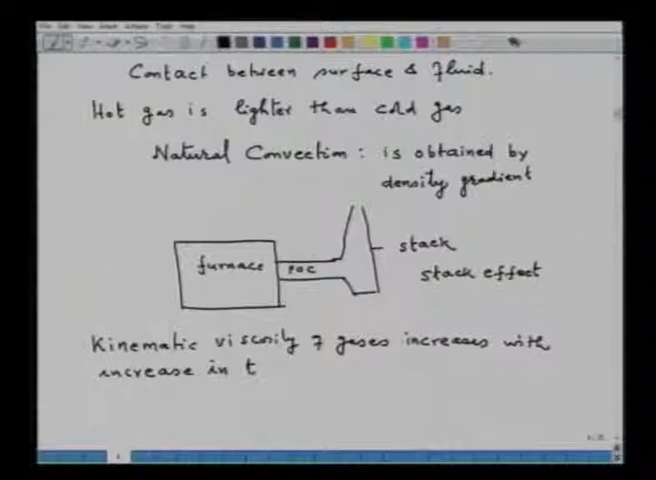 Contact between surface & fluid.
Hot gas is lighter than cold gas
Natural Convection : is obtained by
density gradient
furnace
POC
stack
stack effect
Kinematic viscosity of gases increases with
increase in t